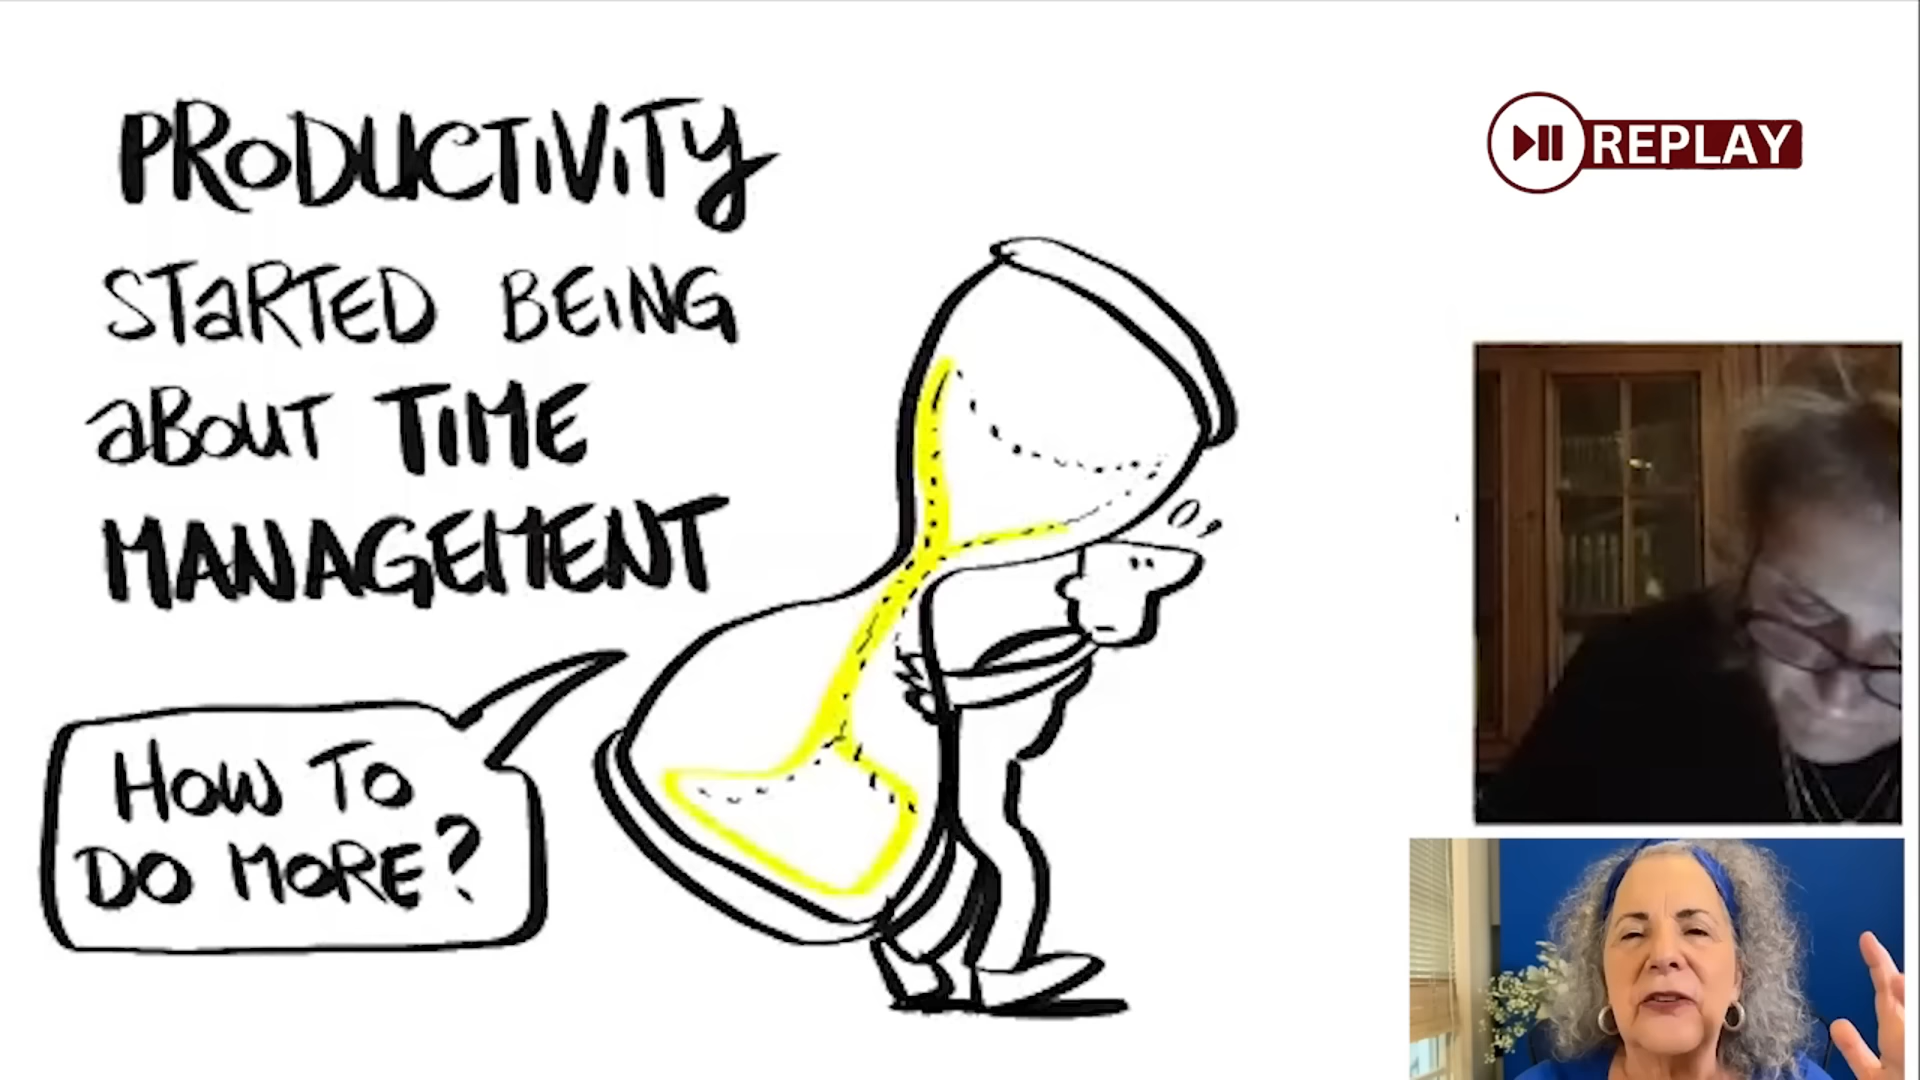 PRODUCTIVITY
STARTED BEING
ABOUT TIME
MANAGEMENT
HOW TO
DO MORE?
REPLAY